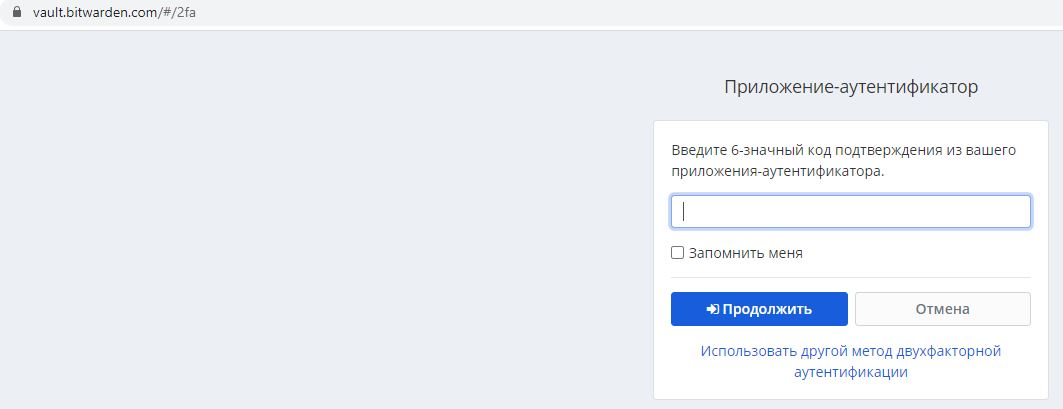 vault.bitwarden.com/#/2fa
Приложение-аутентификатор
Введите 6-значный код подтверждения из вашего
приложения-аутентификатора.
Запомнить меня
Продолжить
Отмена
Использовать другой метод двухфакторной
аутентификации